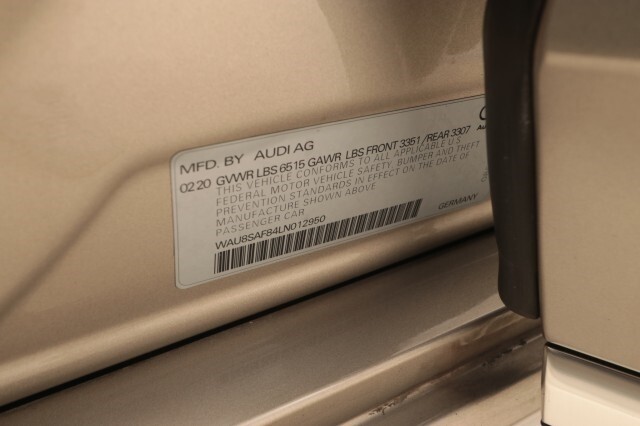 MFD. BY AUDI AG
02 20 GVWR LBS 6515 GAWR LBS FRONT 3351 / REAR 3307
THIS VEHICLE CONFORMS TO ALL APPLICABLE U.S.
FEDERAL MOTOR VEHICLE SAFETY, BUMPER AND THEFT
PREVENTION STANDARDS IN EFFECT ON THE DATE OF
MANUFACTURE SHOWN ABOVE
PASSENGER CAR
WAU8SAF84LN012950
GERMANY